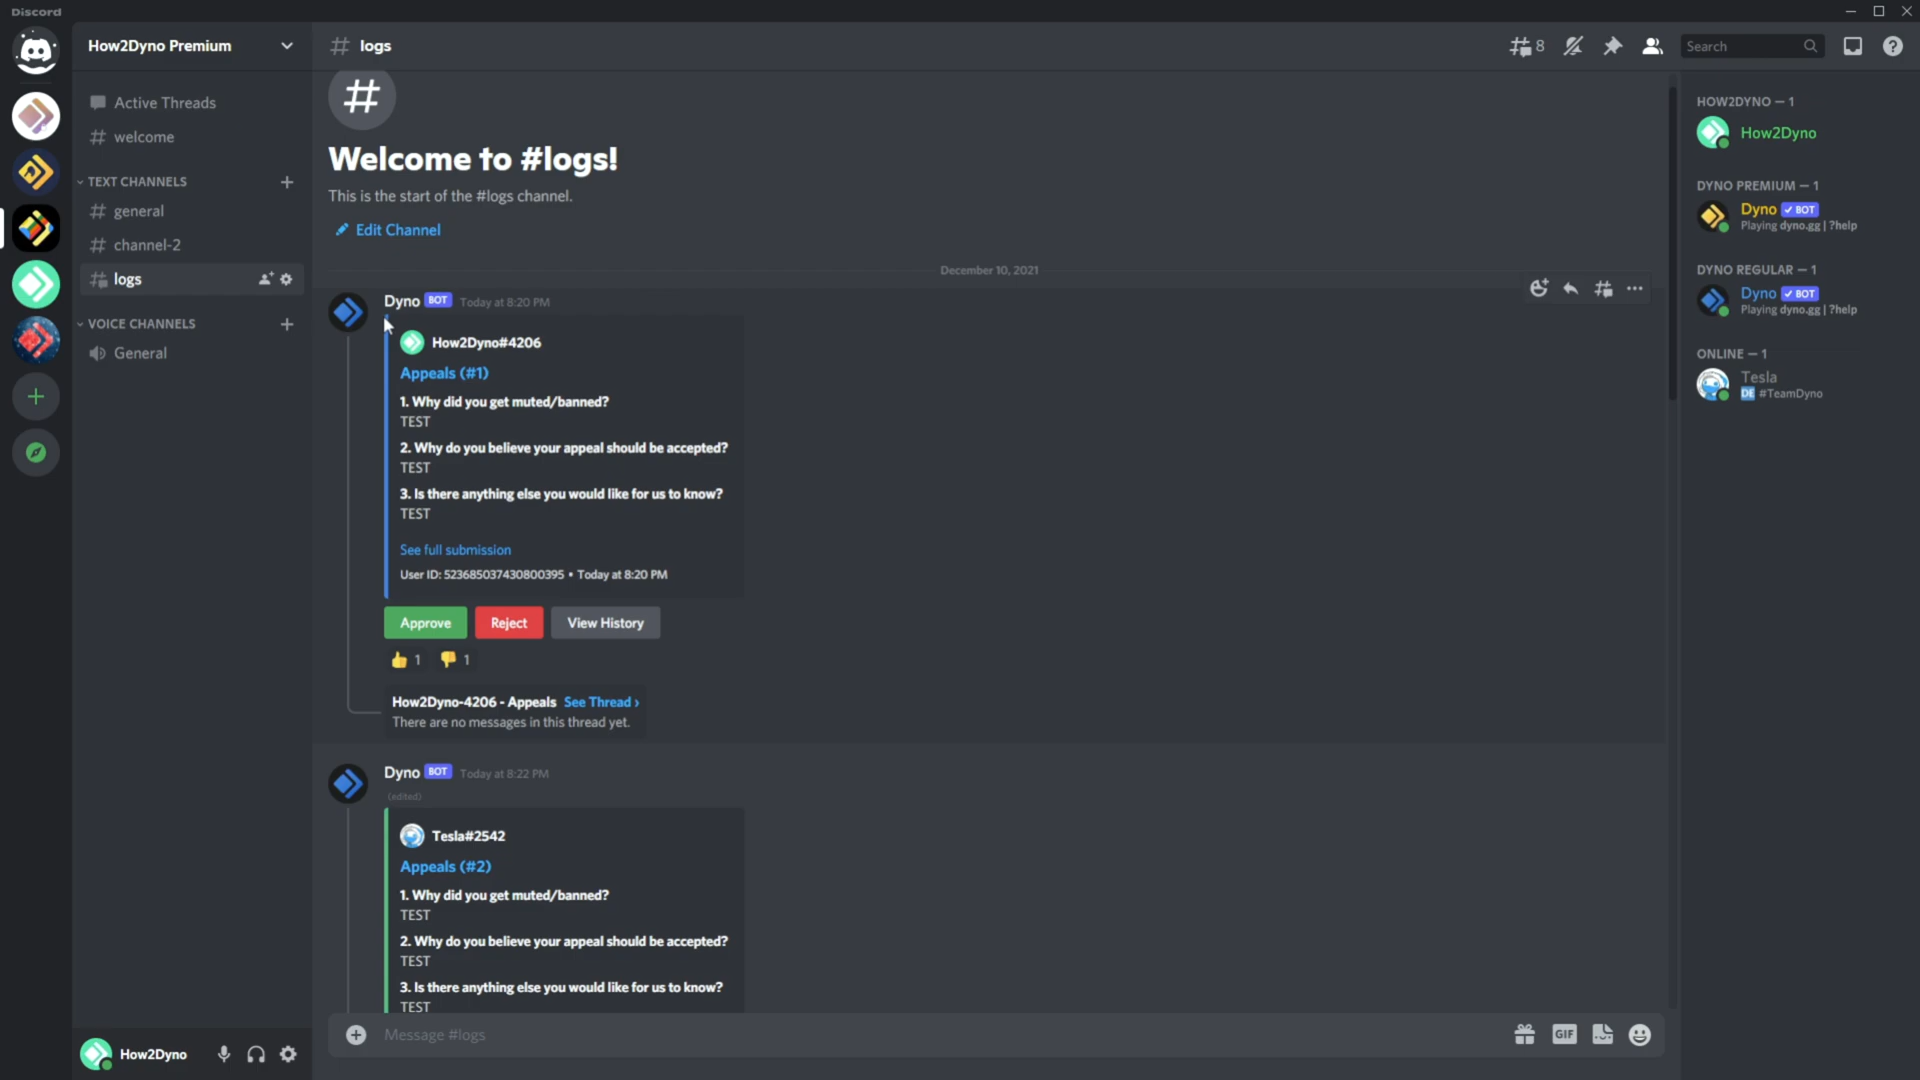 Discord
How2Dyno Premium
Active Threads
welcome
TEXT CHANNELS
general
channel-2
logs
VOICE CHANNELS
General
How2Dyno
logs
8
Search
Welcome to #logs!
This is the start of the #logs channel.
Edit Channel
December 10, 2021
Dyno BOT Today at 8:20 PM
How2Dyno#4206
Appeals (#1)
1. Why did you get muted/banned?
TEST
2. Why do you believe your appeal should be accepted?
TEST
3. Is there anything else you would like for us to know?
TEST
See full submission
User ID: 523685037430800395 • Today at 8:20 PM
Approve Reject View History
👍 1 👎 1
How2Dyno-4206 - Appeals See Thread ›
There are no messages in this thread yet.
Dyno BOT Today at 8:22 PM
(edited)
Tesla#2542
Appeals (#2)
1. Why did you get muted/banned?
TEST
2. Why do you believe your appeal should be accepted?
TEST
3. Is there anything else you would like for us to know?
TEST
Message #logs
GIF
HOW2DYNO — 1
How2Dyno
DYNO PREMIUM — 1
Dyno ✓ BOT
Playing dyno.gg | ?help
DYNO REGULAR — 1
Dyno ✓ BOT
Playing dyno.gg | ?help
ONLINE — 1
Tesla
DE #TeamDyno